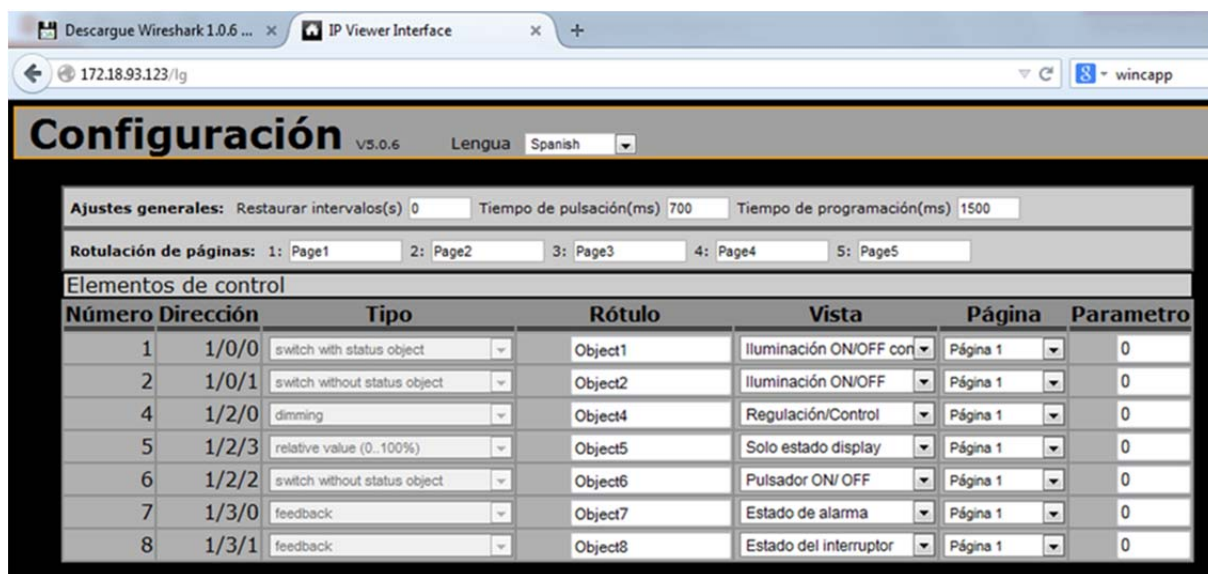 Descargue Wireshark 1.0.6 ... × IP Viewer Interface × +
172.18.93.123/lg 8 wincapp
Configuración V5.0.6 Lengua Spanish
Ajustes generales: Restaurar intervalos(s) 0 Tiempo de pulsación(ms) 700 Tiempo de programación(ms) 1500
Rotulación de páginas: 1: Page1 2: Page2 3: Page3 4: Page4 5: Page5
Elementos de control
Número Dirección Tipo Rótulo Vista Página Parametro
1 1/0/0 switch with status object Object1 Iluminación ON/OFF con Página 1 0
2 1/0/1 switch without status object Object2 Iluminación ON/OFF Página 1 0
4 1/2/0 dimming Object4 Regulación/Control Página 1 0
5 1/2/3 relative value (0..100%) Object5 Solo estado display Página 1 0
6 1/2/2 switch without status object Object6 Pulsador ON/ OFF Página 1 0
7 1/3/0 feedback Object7 Estado de alarma Página 1 0
8 1/3/1 feedback Object8 Estado del interruptor Página 1 0